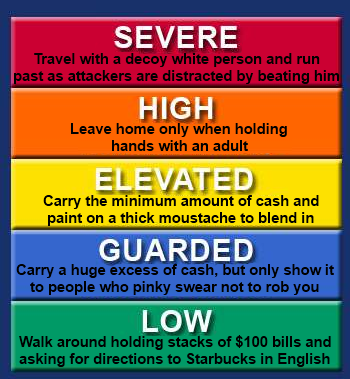 SEVERE
Travel with a decoy white person and run
past as attackers are distracted by beating him
HIGH
Leave home only when holding
hands with an adult
ELEVATED
Carry the minimum amount of cash and
paint on a thick moustache to blend in
GUARDED
Carry a huge excess of cash, but only show it
to people who pinky swear not to rob you
LOW
Walk around holding stacks of $100 bills and
asking for directions to Starbucks in English